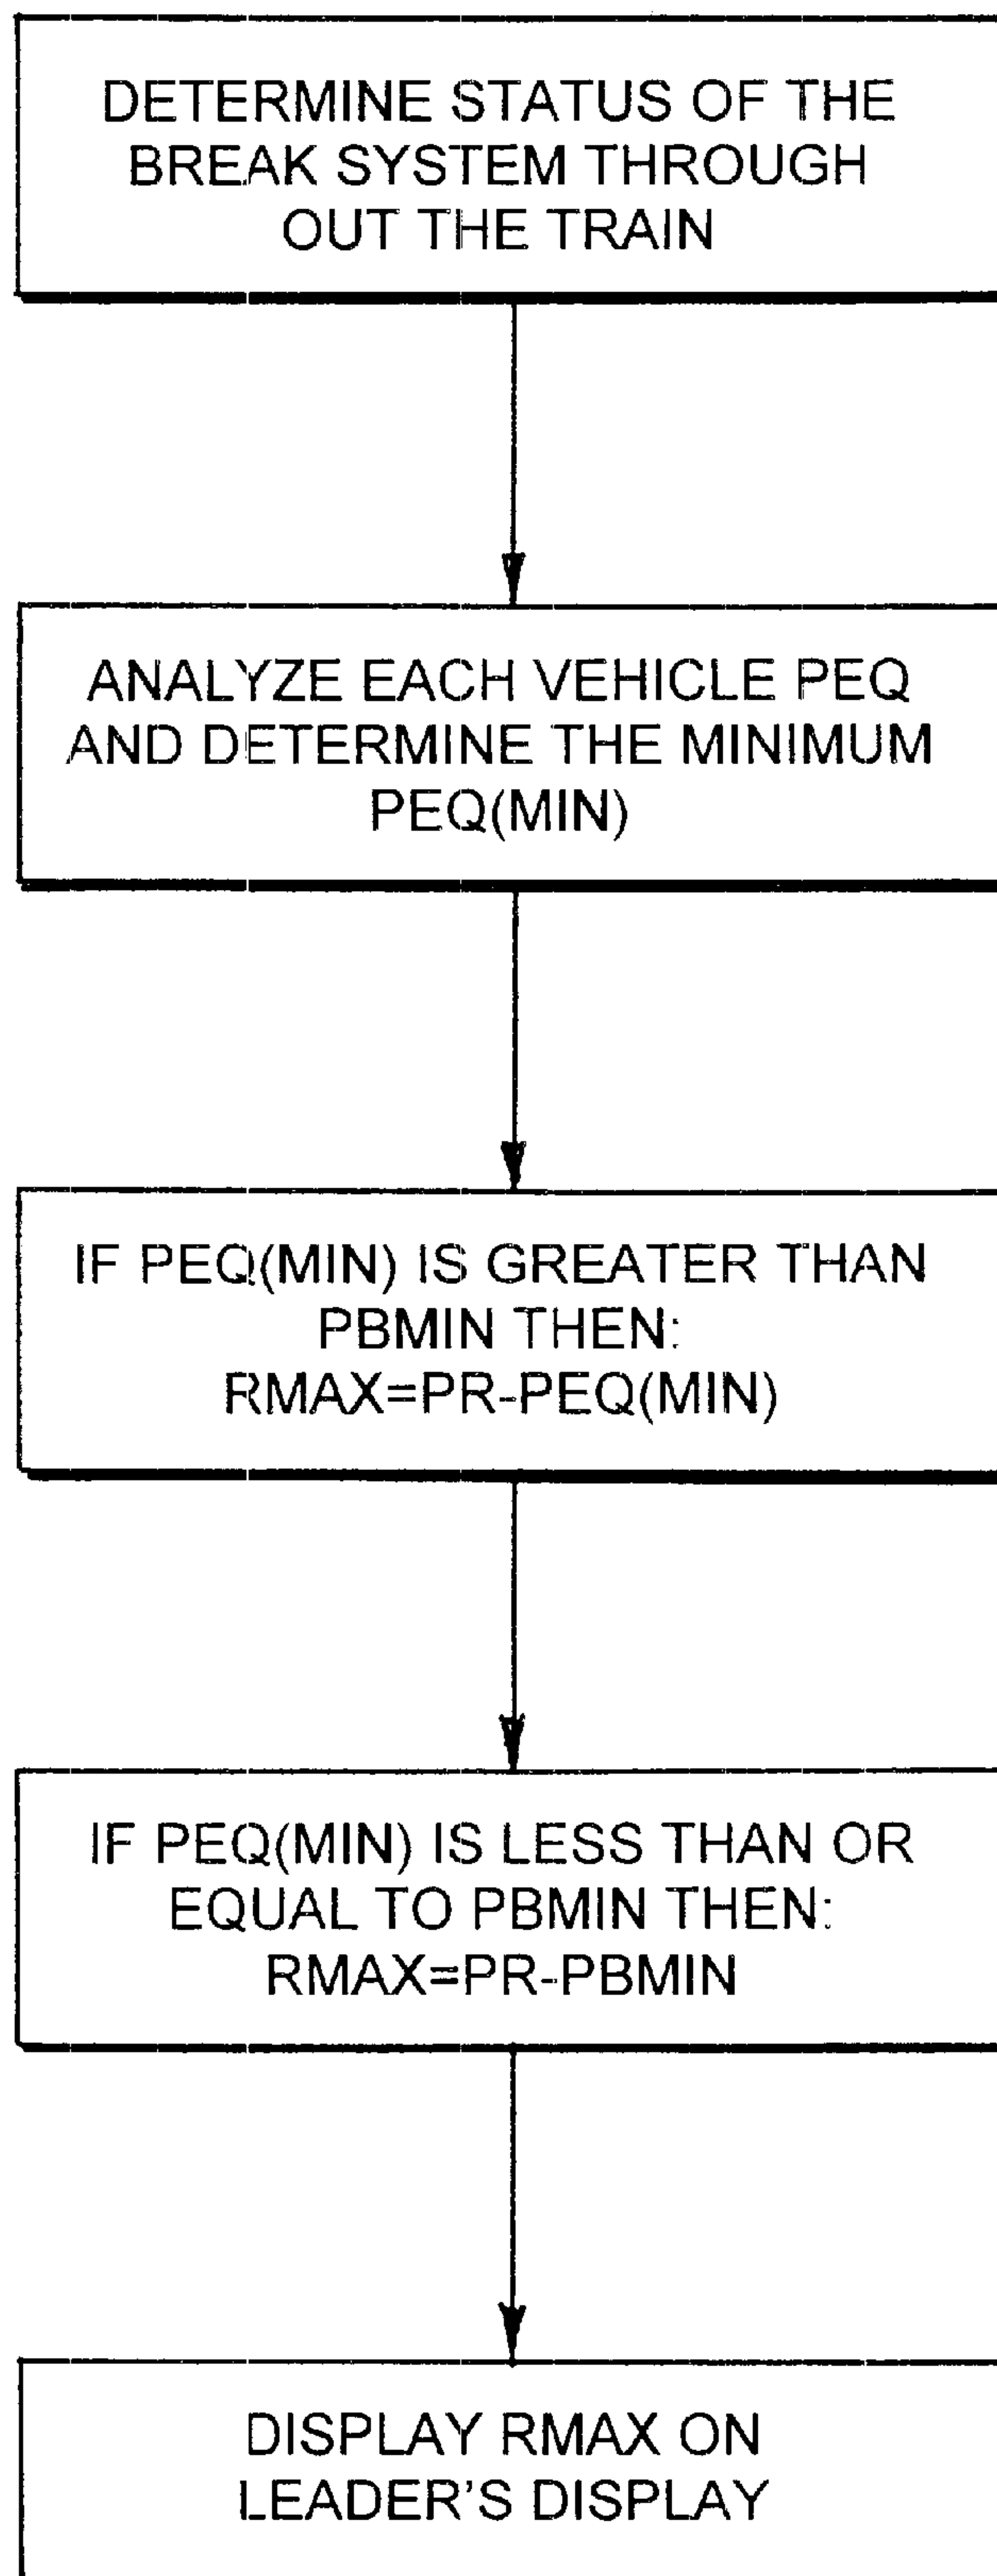 DETERMINE STATUS OF THE
BREAK SYSTEM THROUGH
OUT THE TRAIN
ANALYZE EACH VEHICLE PEQ
AND DETERMINE THE MINIMUM
PEQ(MIN)
IF PEQ(MIN) IS GREATER THAN
PBMIN THEN:
RMAX=PR-PEQ(MIN)
IF PEQ(MIN) IS LESS THAN OR
EQUAL TO PBMIN THEN:
RMAX=PR-PBMIN
DISPLAY RMAX ON
LEADER'S DISPLAY